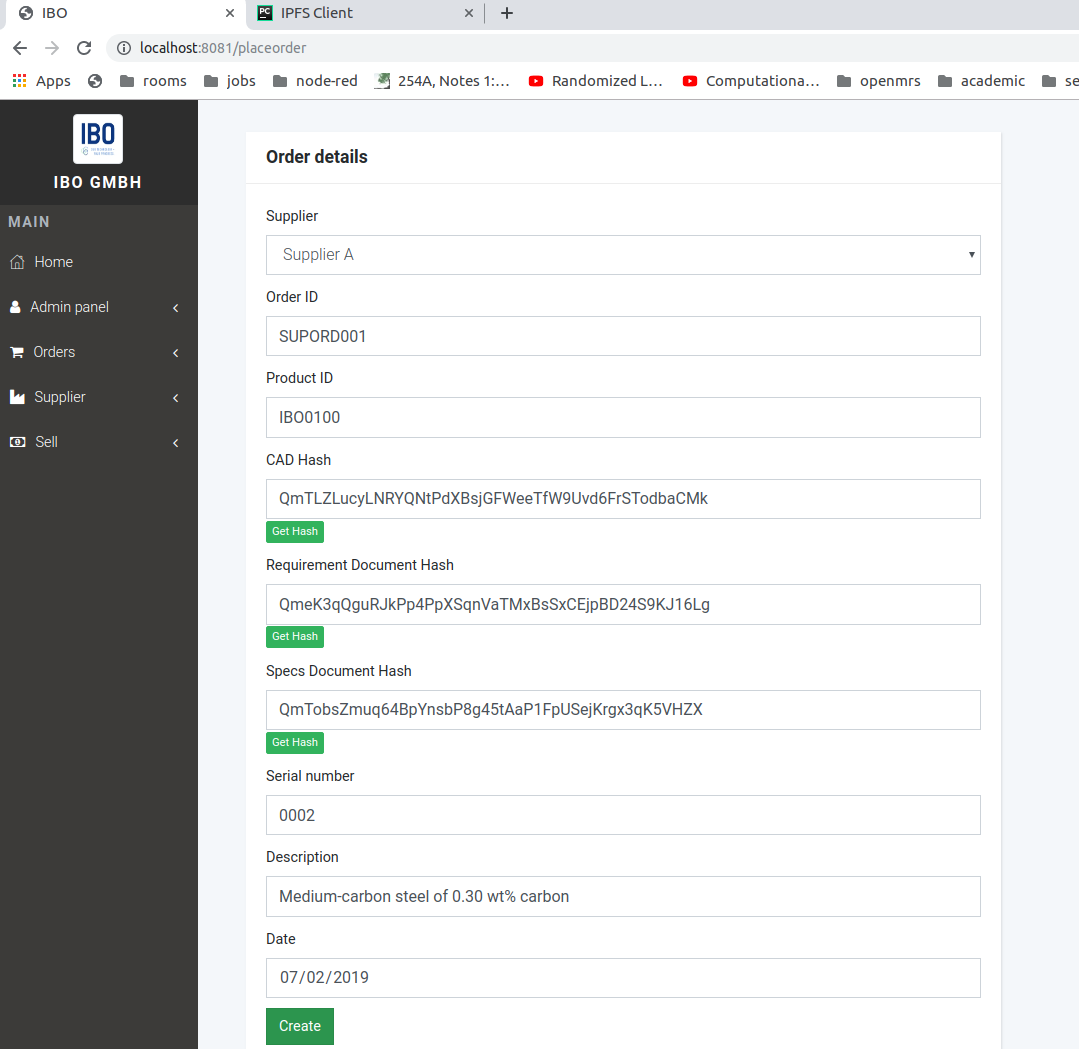 IBO
IPFS Client
localhost:8081/placeorder
Apps
rooms
jobs
node-red
254A, Notes 1:...
Randomized L...
Computationa...
openmrs
academic
se
IBO
IBO GMBH
MAIN
Home
Admin panel
Orders
Supplier
Sell
Order details
Supplier
Supplier A
Order ID
SUPORD001
Product ID
IBO0100
CAD Hash
QmTLZLucyLNRYQNtPdXBsjGFWeeTfW9Uvd6FrSTodbaCMk
Get Hash
Requirement Document Hash
QmeK3qQguRJkPp4PpXSqnVaTMxBsSxCEjpBD24S9KJ16Lg
Get Hash
Specs Document Hash
QmTobsZmuq64BpYnsbP8g45tAaP1FpUSejKrgx3qK5VHZX
Get Hash
Serial number
0002
Description
Medium-carbon steel of 0.30 wt% carbon
Date
07/02/2019
Create